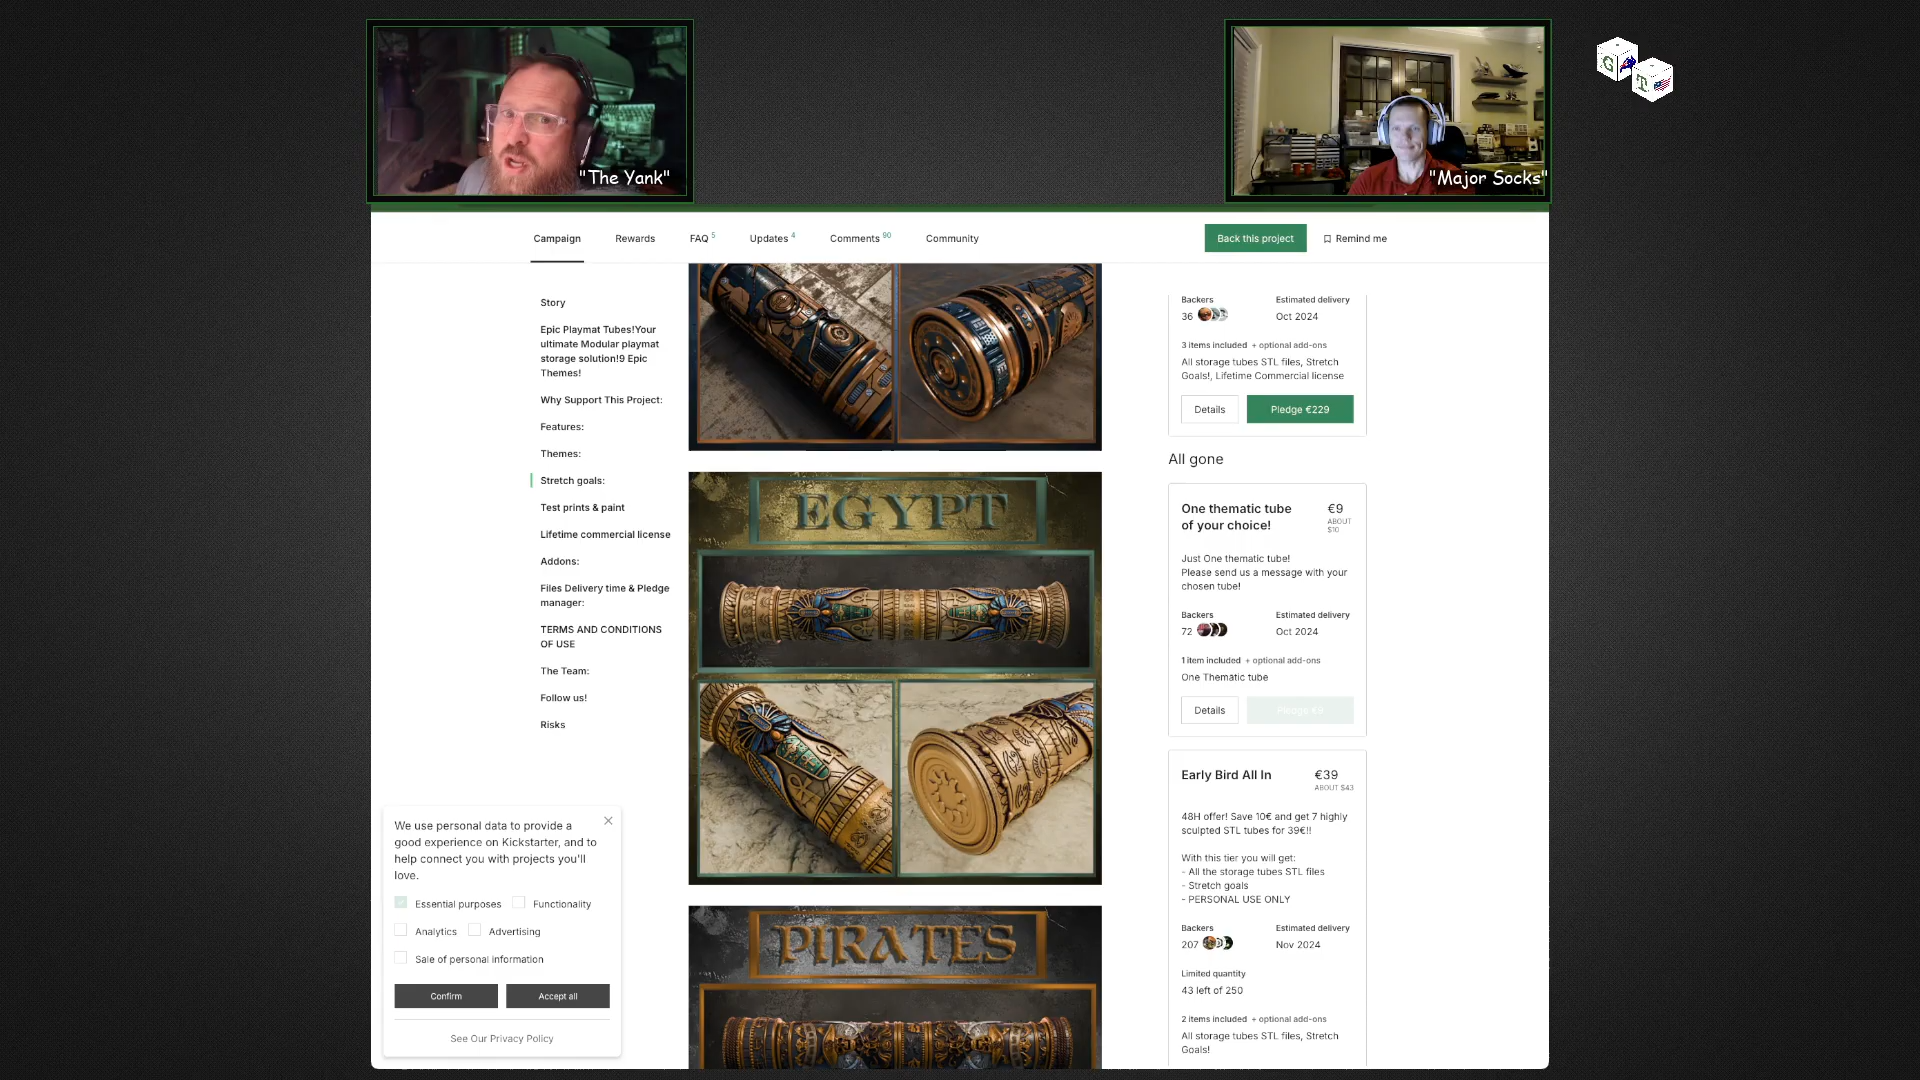 "The Yank"
"Major Socks"
G
T
Campaign
Rewards
FAQ 5
Updates 4
Comments 90
Community
Back this project
Remind me
Story
Epic Playmat Tubes!Your
ultimate Modular playmat
storage solution!9 Epic
Themes!
Why Support This Project:
Features:
Themes:
Stretch goals:
Test prints & paint
Lifetime commercial license
Addons:
Files Delivery time & Pledge
manager:
TERMS AND CONDITIONS
OF USE
The Team:
Follow us!
Risks
EGYPT
PIRATES
Backers
Estimated delivery
36
Oct 2024
3 items included + optional add-ons
All storage tubes STL files, Stretch
Goals!, Lifetime Commercial license
Details
Pledge €229
All gone
One thematic tube
of your choice!
€9
ABOUT
$10
Just One thematic tube!
Please send us a message with your
chosen tube!
Backers
Estimated delivery
72
Oct 2024
1 item included + optional add-ons
One Thematic tube
Details
Pledge €9
Early Bird All In
€39
ABOUT $43
48H offer! Save 10€ and get 7 highly
sculpted STL tubes for 39€!!
With this tier you will get:
- All the storage tubes STL files
- Stretch goals
- PERSONAL USE ONLY
Backers
Estimated delivery
207
Nov 2024
Limited quantity
43 left of 250
2 items included + optional add-ons
All storage tubes STL files, Stretch
Goals!
We use personal data to provide a
good experience on Kickstarter, and to
help connect you with projects you'll
love.
Essential purposes
Functionality
Analytics
Advertising
Sale of personal information
Confirm
Accept all
See Our Privacy Policy